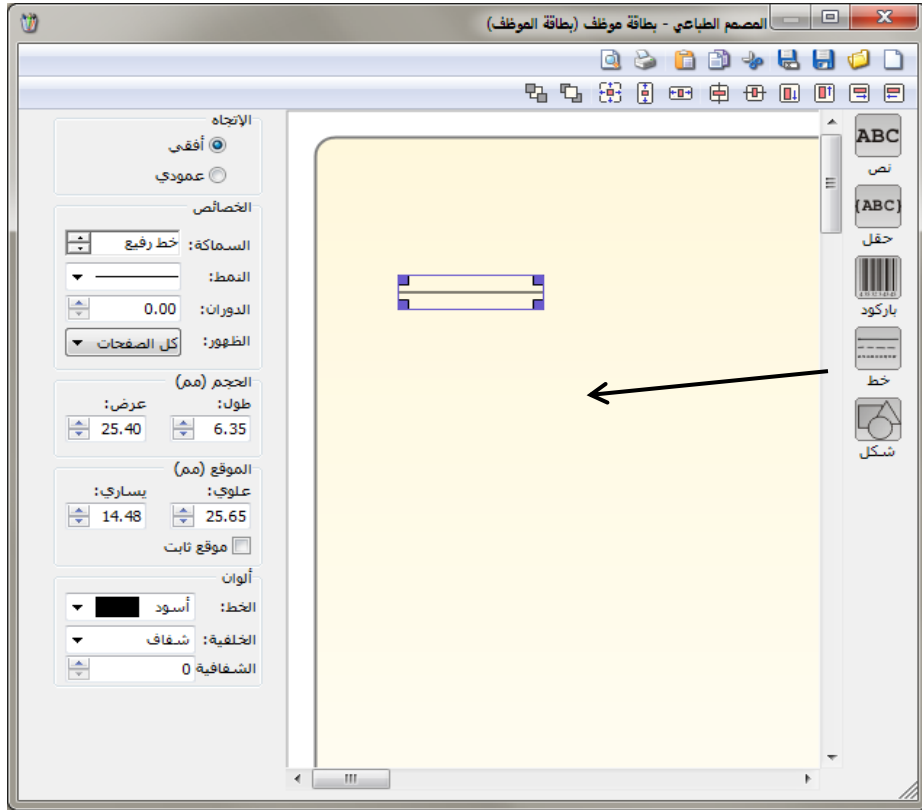 المصمم الطباعي - بطاقة موظف (بطاقة الموظف)
ABC
نص
{ABC}
حقل
باركود
خط
شكل
الإتجاه
أفقي
عمودي
الخصائص
السماكة: خط رفيع
النمط:
الدوران: 0.00
الظهور: كل الصفحات
الحجم (مم)
طول: عرض:
6.35 25.40
الموقع (مم)
علوي: يساري:
25.65 14.48
موقع ثابت
ألوان
الخط: أسود
الخلفية: شفاف
الشفافية 0